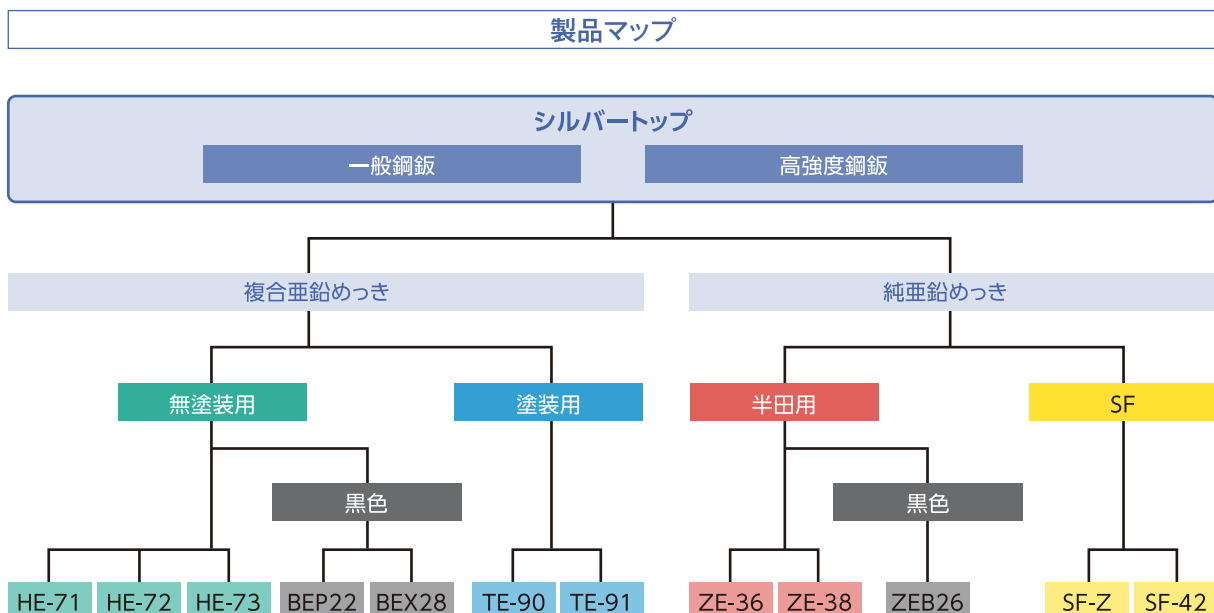 製品マップ
シルバートップ
一般鋼鈑
高強度鋼鈑
複合亜鉛めっき
純亜鉛めっき
無塗装用
塗装用
半田用
SF
黒色
黒色
HE-71
HE-72
HE-73
BEP22
BEX28
TE-90
TE-91
ZE-36
ZE-38
ZEB26
SF-Z
SF-42